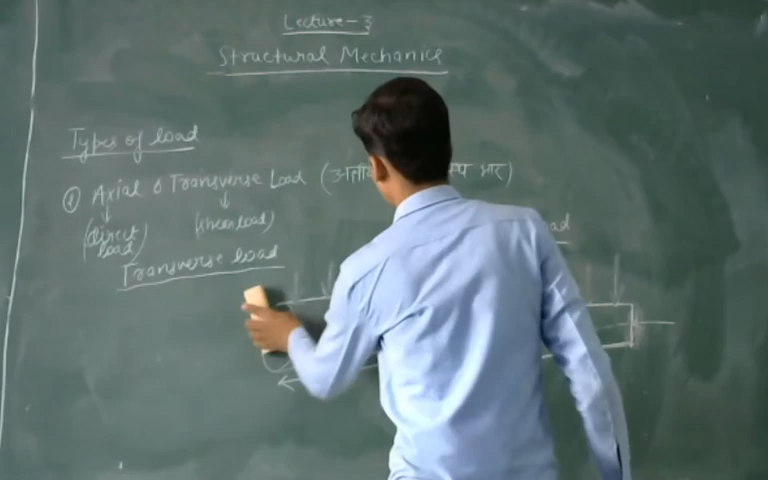 Lecture-3
Structural Mechanics
Types of load
① Axial & Transverse Load (
भार)
(direct load)
(shear load)
Transverse load